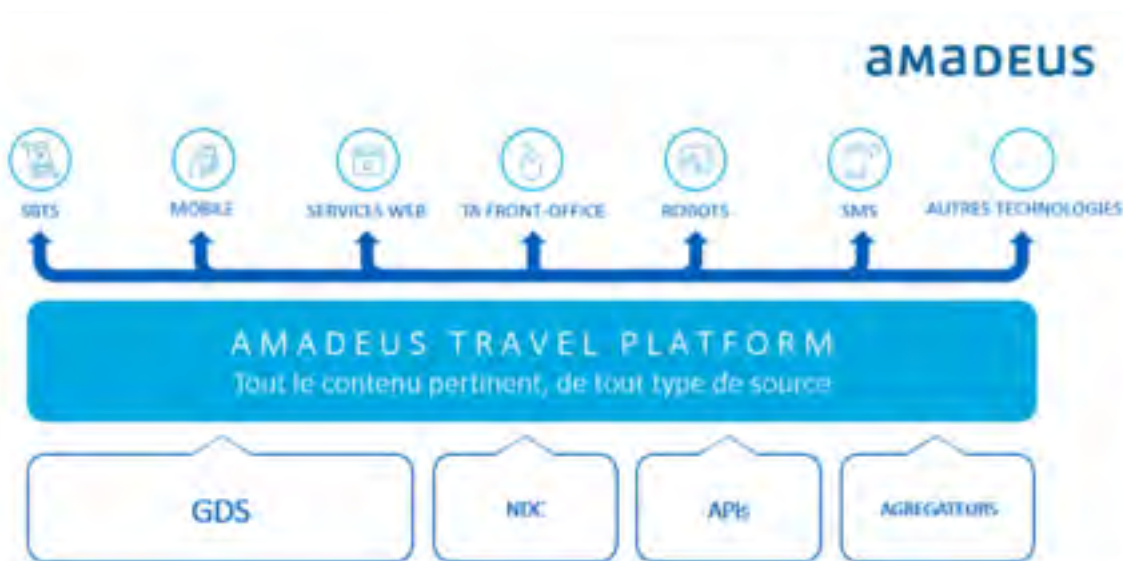 amadeus
SBTS
MOBILE
SERVICES WEB
TA FRONT-OFFICE
ROBOTS
SMS
AUTRES TECHNOLOGIES
AMADEUS TRAVEL PLATFORM
Tout le contenu pertinent, de tout type de source
GDS
NDC
APIs
AGREGATEURS